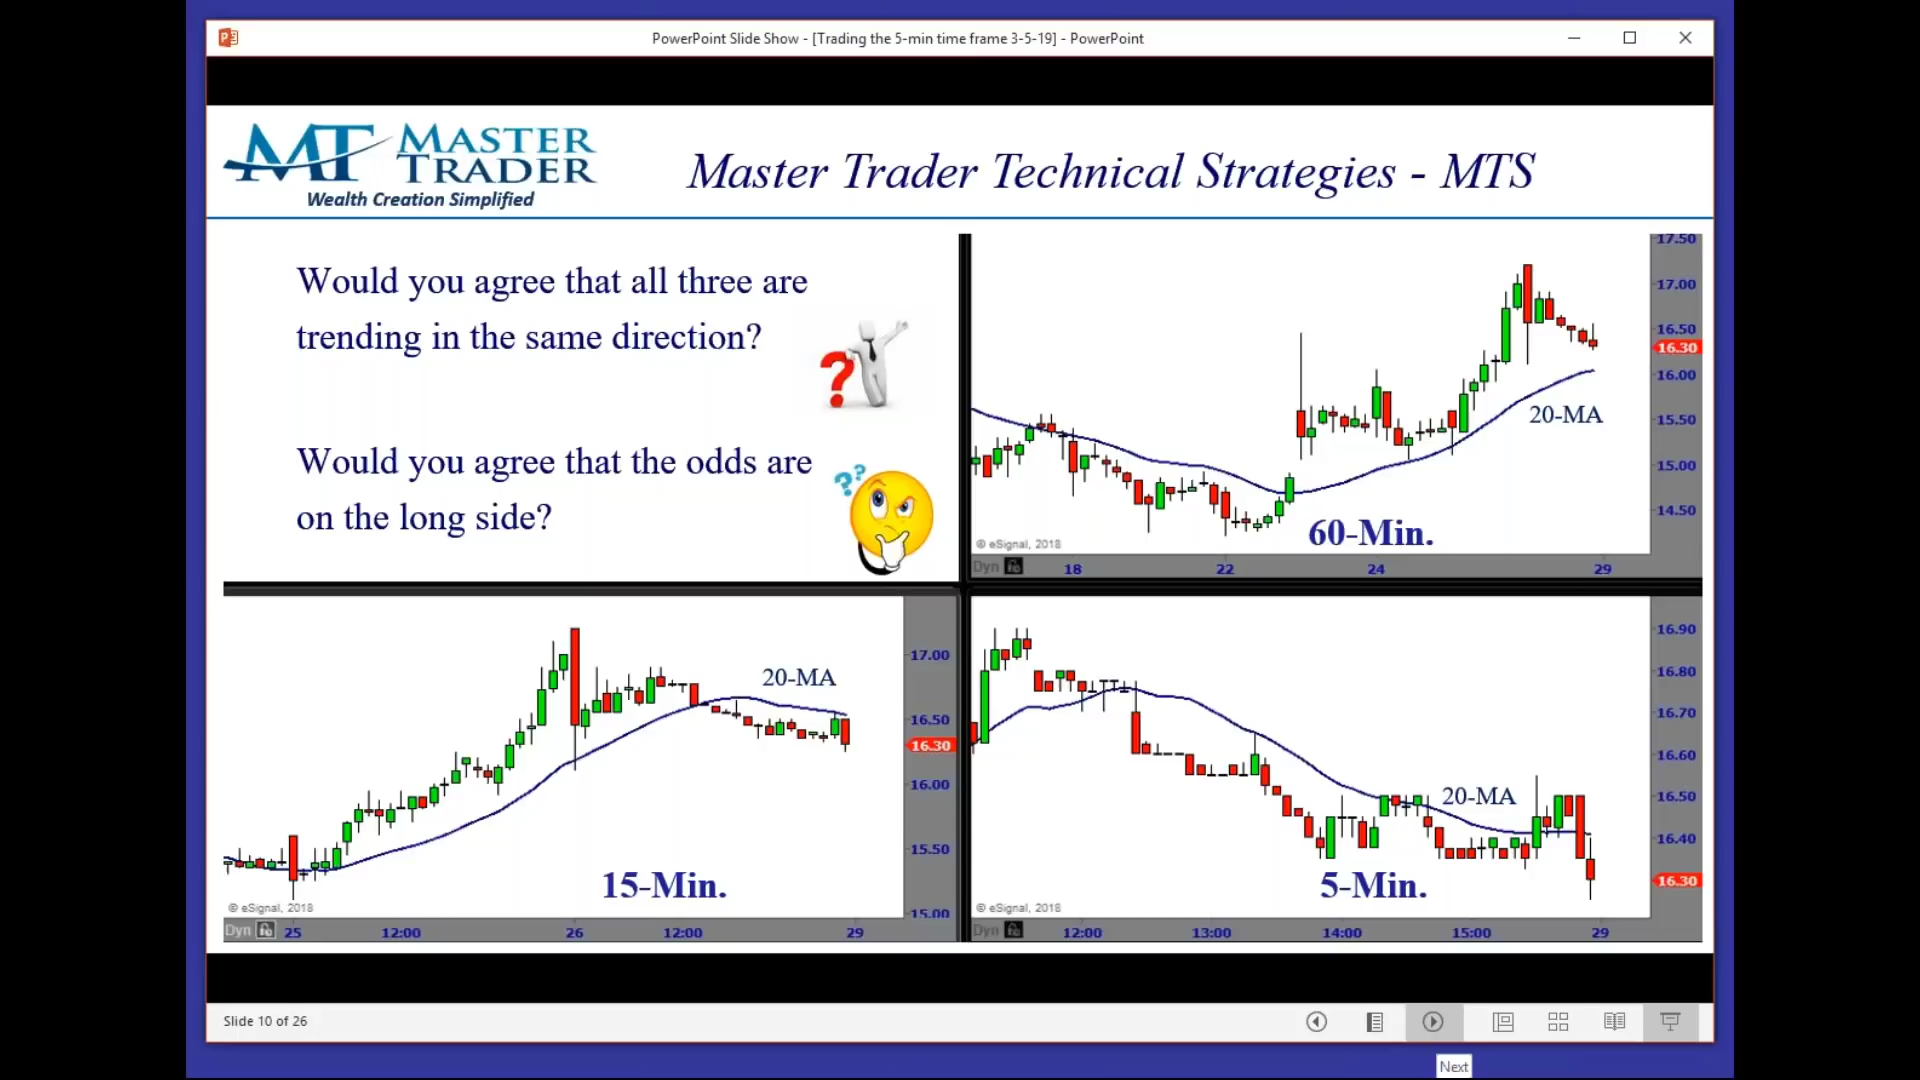 PowerPoint Slide Show - [Trading the 5-min time frame 3-5-19] - PowerPoint
MT MASTER TRADER
Wealth Creation Simplified
Master Trader Technical Strategies - MTS
Would you agree that all three are
trending in the same direction?
?
Would you agree that the odds are
on the long side?
??
17.50
17.00
16.50
16.30
16.00
15.50
15.00
14.50
20-MA
60-Min.
© eSignal, 2018
Dyn 18 22 24 29
17.00
16.50
16.30
16.00
15.50
15.00
20-MA
15-Min.
© eSignal, 2018
Dyn 25 12:00 26 12:00 29
16.90
16.80
16.70
16.60
16.50
16.40
16.30
20-MA
5-Min.
© eSignal, 2018
Dyn 12:00 13:00 14:00 15:00 29
Slide 10 of 26
Next